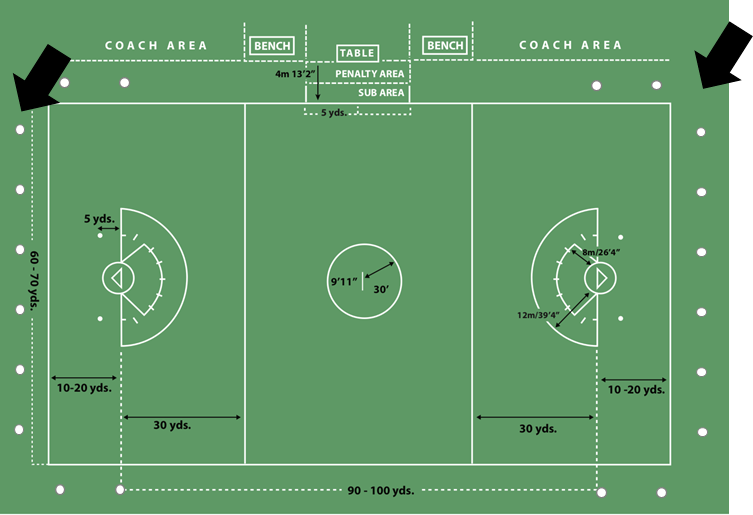 COACH AREA
BENCH
TABLE
BENCH
COACH AREA
4m 13'2"
PENALTY AREA
SUB AREA
5 yds.
5 yds.
8m/26'4"
60 - 70 yds.
9'11"
30'
12m/39'4"
10-20 yds.
10 -20 yds.
30 yds.
30 yds.
90 - 100 yds.